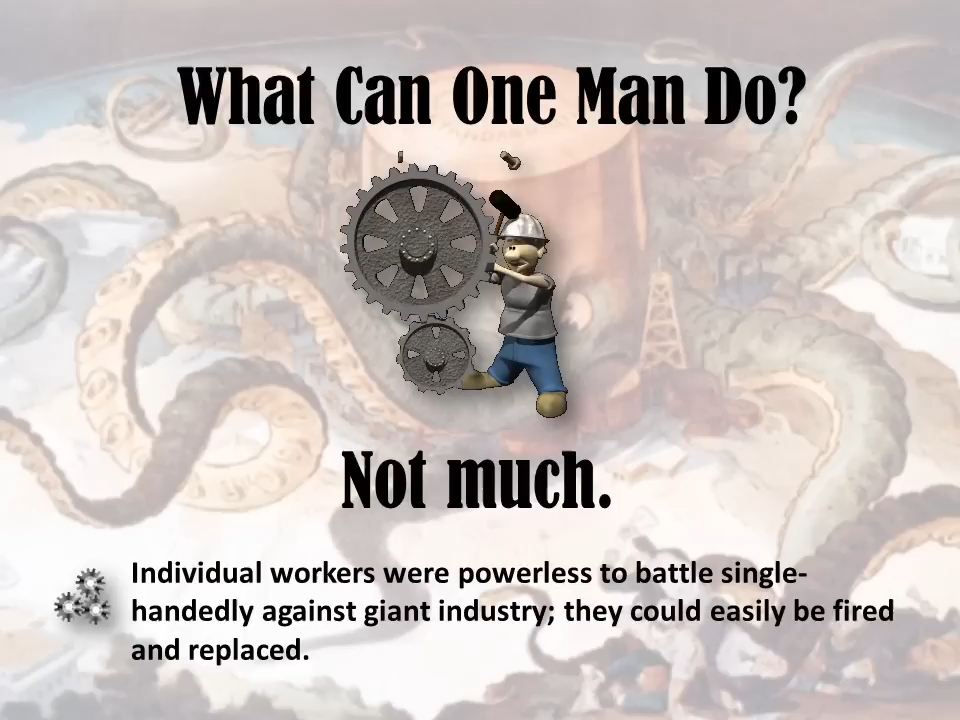 What Can One Man Do?
Not much.
Individual workers were powerless to battle single-
handedly against giant industry; they could easily be fired
and replaced.